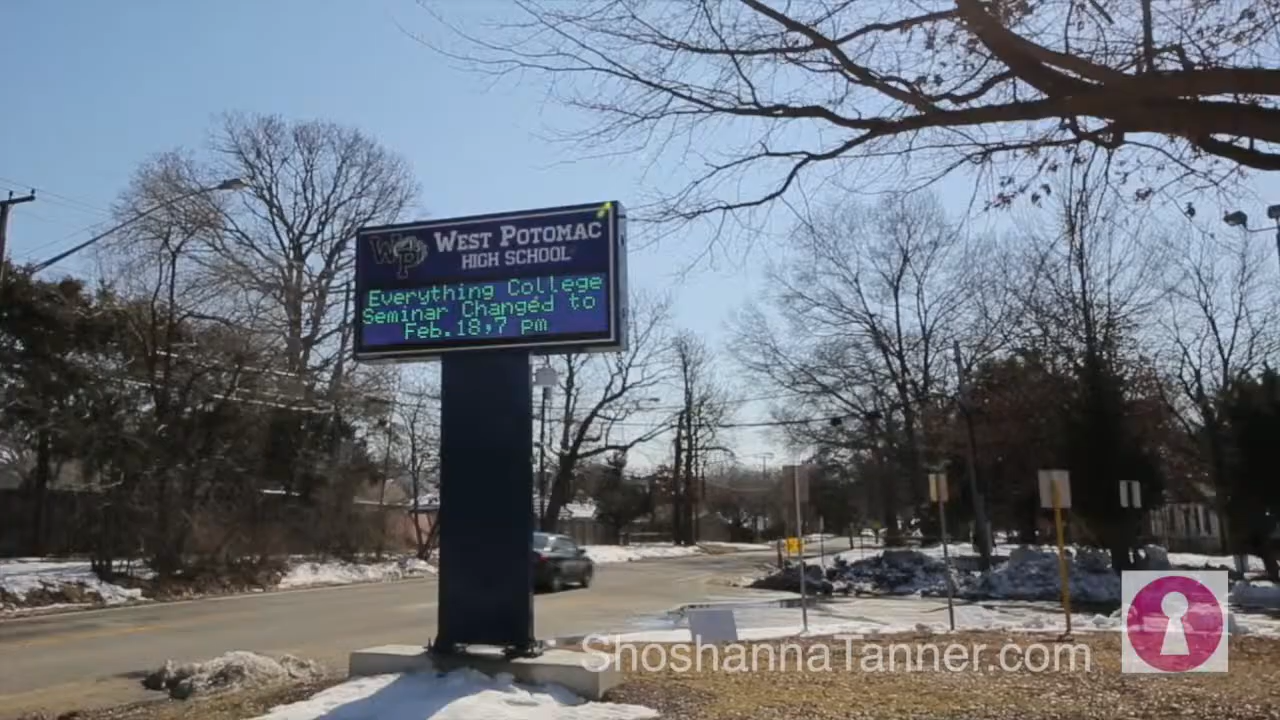 WP
WEST POTOMAC
HIGH SCHOOL
Everything College
Seminar Changed to
Feb.18,7 pm
ShoshannaTanner.com